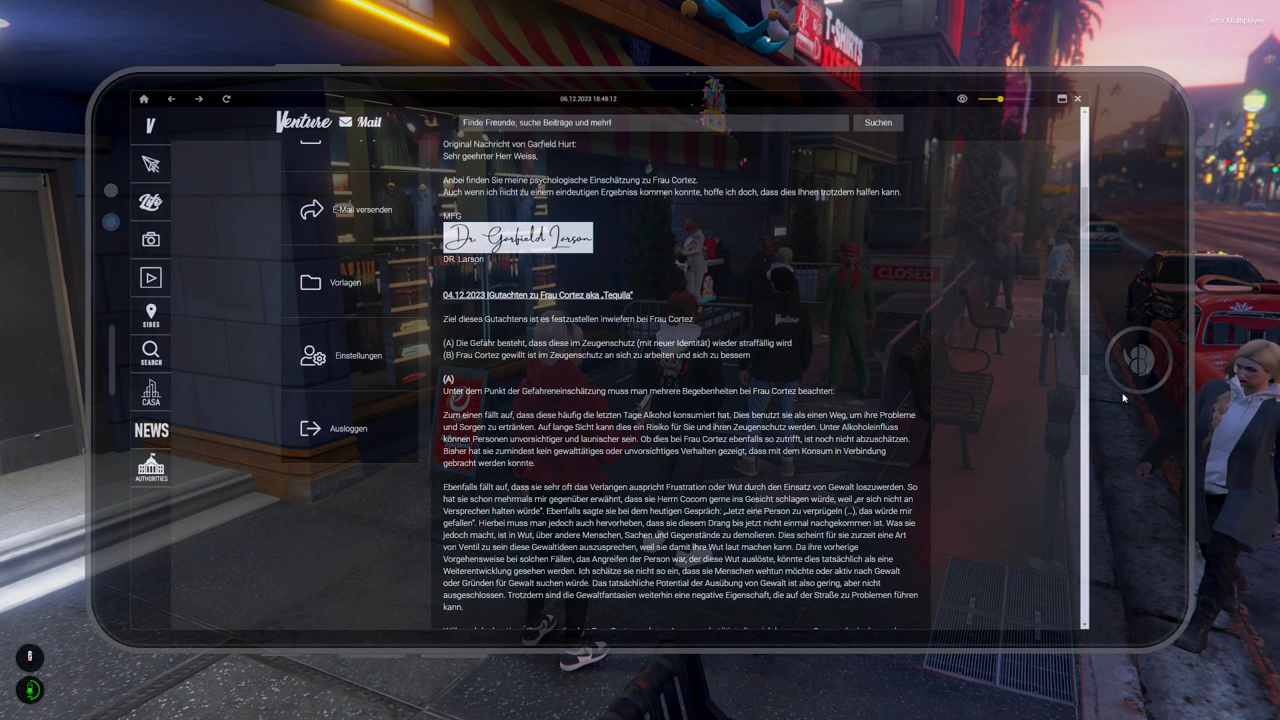 alt:V Multiplayer
T-SHIRTS
06.12.2023 18:49:12
V
Venture Mail
Finde Freunde, suche Beiträge und mehr!
Suchen
Life
SIDES
SEARCH
CASA
NEWS
AUTHORITIES
E-Mail versenden
Vorlagen
Einstellungen
Ausloggen
Original Nachricht von Garfield Hurt:
Sehr geehrter Herr Weiss,
Anbei finden Sie meine psychologische Einschätzung zu Frau Cortez.
Auch wenn ich nicht zu einem eindeutigen Ergebniss kommen konnte, hoffe ich doch, dass dies Ihnen trotzdem halfen kann.
MFG
Dr. Garfield Larson
DR. Larson
04.12.2023 |Gutachten zu Frau Cortez aka „Tequila"
Ziel dieses Gutachtens ist es festzustellen inwiefern bei Frau Cortez
(A) Die Gefahr besteht, dass diese im Zeugenschutz (mit neuer Identität) wieder straffällig wird
(B) Frau Cortez gewillt ist im Zeugenschutz an sich zu arbeiten und sich zu bessern
(A)
Unter dem Punkt der Gefahreneinschätzung muss man mehrere Begebenheiten bei Frau Cortez beachten:
Zum einen fällt auf, dass diese häufig die letzten Tage Alkohol konsumiert hat. Dies benutzt sie als einen Weg, um ihre Probleme
und Sorgen zu ertränken. Auf lange Sicht kann dies ein Risiko für Sie und ihren Zeugenschutz werden. Unter Alkoholeinfluss
können Personen unvorsichtiger und launischer sein. Ob dies bei Frau Cortez ebenfalls so zutrifft, ist noch nicht abzuschätzen.
Bisher hat sie zumindest kein gewalttätiges oder unvorsichtiges Verhalten gezeigt, dass mit dem Konsum in Verbindung
gebracht werden konnte.
Ebenfalls fällt auf, dass sie sehr oft das Verlangen auspricht Frustration oder Wut durch den Einsatz von Gewalt loszuwerden. So
hat sie schon mehrmals mir gegenüber erwähnt, dass sie Herrn Cocom gerne ins Gesicht schlagen würde, weil „er sich nicht an
Versprechen halten würde". Ebenfalls sagte sie bei dem heutigen Gespräch: „Jetzt eine Person zu verprügeln (…), das würde mir
gefallen". Hierbei muss man jedoch auch hervorheben, dass sie diesem Drang bis jetzt nicht einmal nachgekommen ist. Was sie
jedoch macht, ist in Wut, über andere Menschen, Sachen und Gegenstände zu demolieren. Dies scheint für sie zurzeit eine Art
von Ventil zu sein diese Gewaltideen auszusprechen, weil sie damit ihre Wut laut machen kann. Da ihre vorherige
Vorgehensweise bei solchen Fällen, das Angreifen der Person war, der diese Wut auslöste, könnte dies tatsächlich als eine
Weiterentwicklung gesehen werden. Ich schätze sie nicht so ein, dass sie Menschen wehtun möchte oder aktiv nach Gewalt
oder Gründen für Gewalt suchen würde. Das tatsächliche Potential der Ausübung von Gewalt ist also gering, aber nicht
ausgeschlossen. Trotzdem sind die Gewaltfantasien weiterhin eine negative Eigenschaft, die auf der Straße zu Problemen führen
kann.
CLOSED
Venture